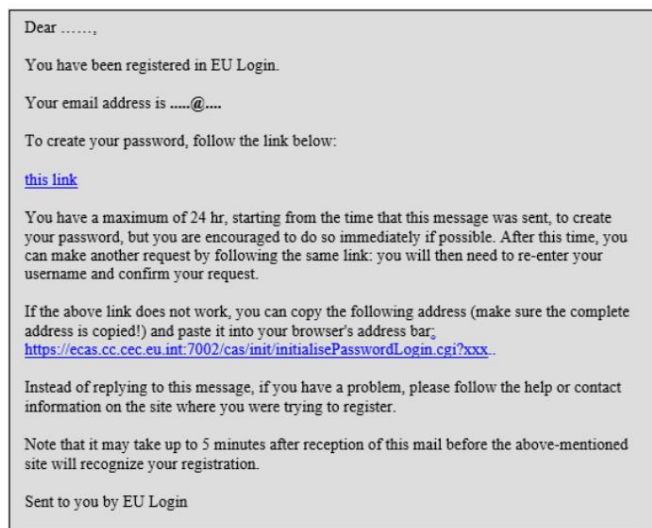 Dear ……,
You have been registered in EU Login.
Your email address is .....@....
To create your password, follow the link below:
this link
You have a maximum of 24 hr, starting from the time that this message was sent, to create
your password, but you are encouraged to do so immediately if possible. After this time, you
can make another request by following the same link: you will then need to re-enter your
username and confirm your request.
If the above link does not work, you can copy the following address (make sure the complete
address is copied!) and paste it into your browser's address bar:
https://ecas.cc.cec.eu.int:7002/cas/init/initialisePasswordLogin.cgi?xxx..
Instead of replying to this message, if you have a problem, please follow the help or contact
information on the site where you were trying to register.
Note that it may take up to 5 minutes after reception of this mail before the above-mentioned
site will recognize your registration.
Sent to you by EU Login